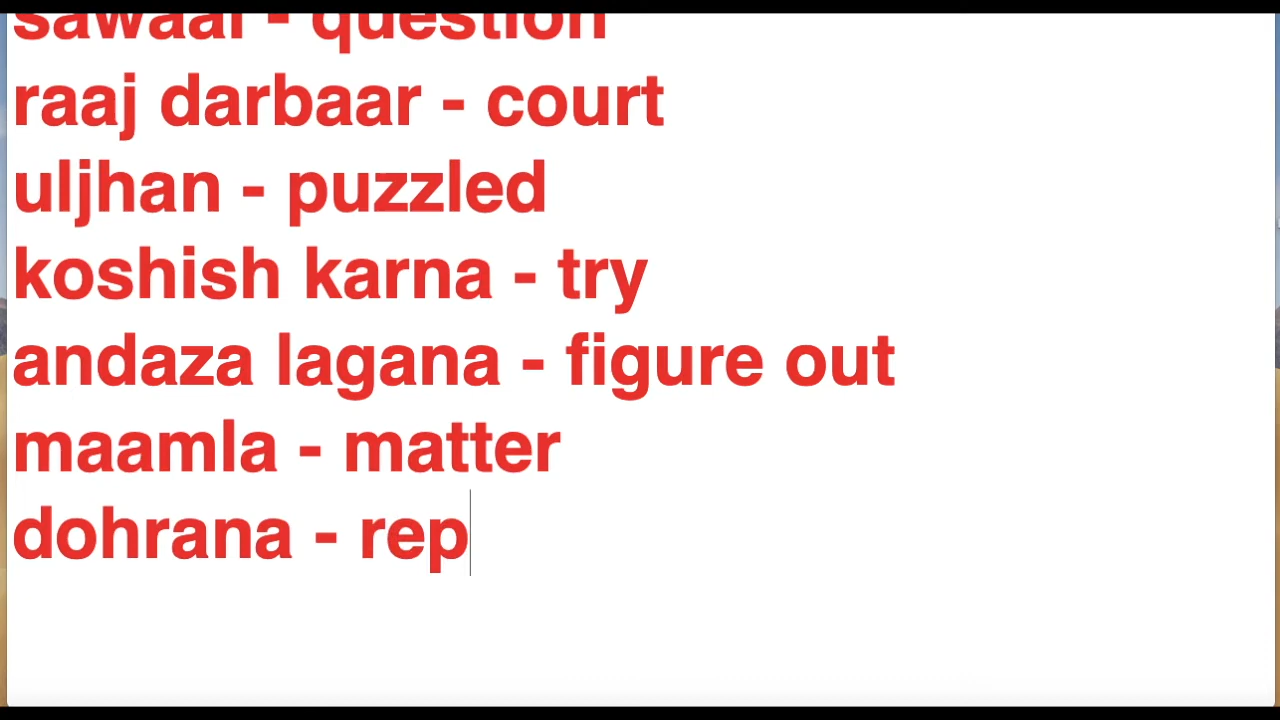 sawaal - question
raaj darbaar - court
uljhan - puzzled
koshish karna - try
andaza lagana - figure out
maamla - matter
dohrana - rep